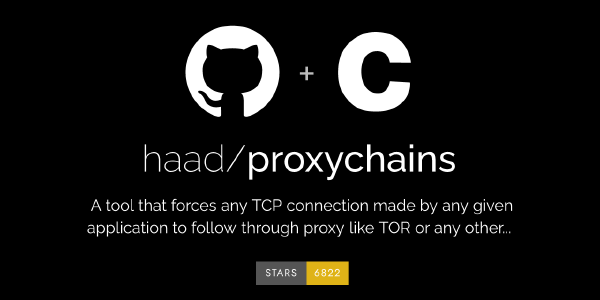 + C
haad/proxychains
A tool that forces any TCP connection made by any given
application to follow through proxy like TOR or any other...
STARS 6822